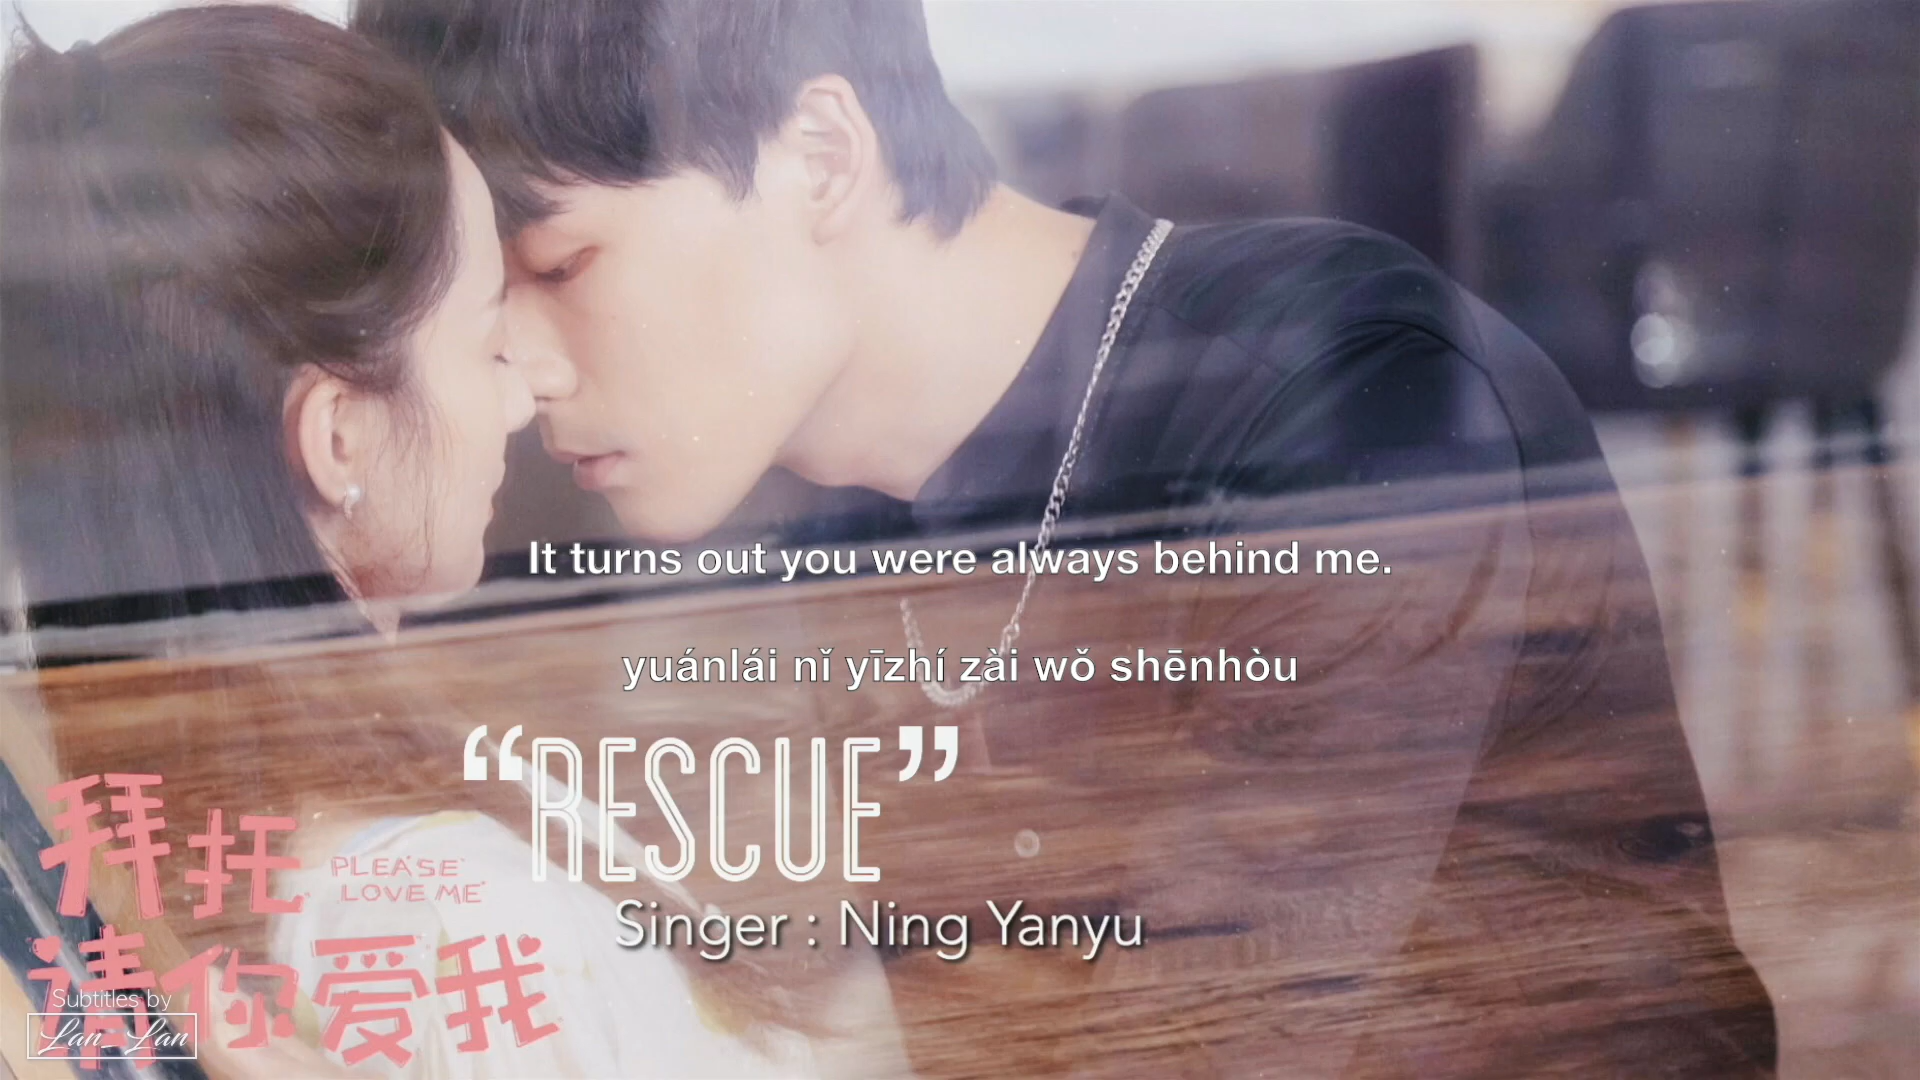 It turns out you were always behind me.
yuánlái nǐ yīzhí zài wǒ shēnhòu
“RESCUE”
Singer : Ning Yanyu
拜托
PLEASE
LOVE ME
请你爱我
Subtitles by
Lan_Lan